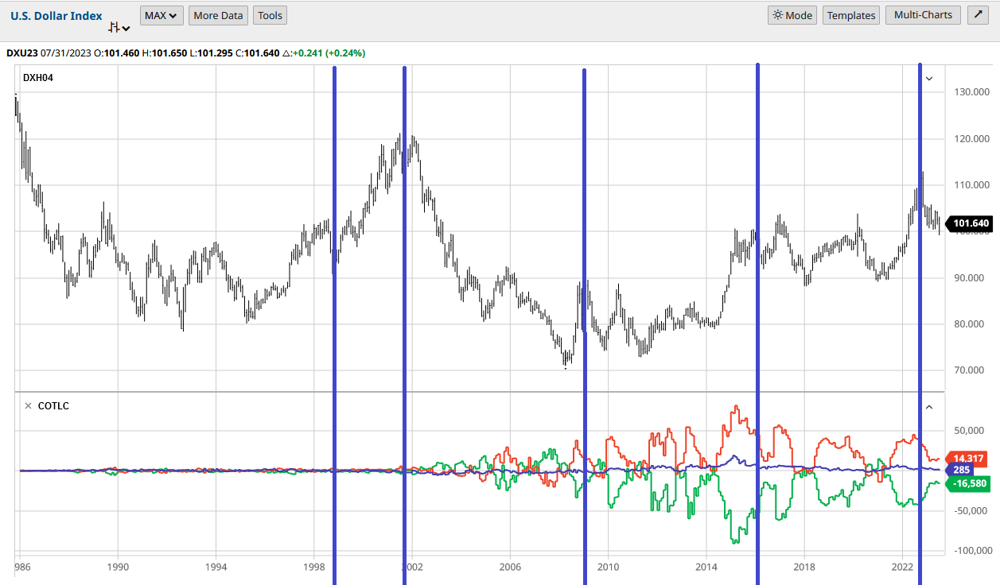 U.S. Dollar Index MAX More Data Tools Mode Templates Multi-Charts
DXU23 07/31/2023 O:101.460 H:101.650 L:101.295 C:101.640 △:+0.241 (+0.24%)
DXH04
130.000
120.000
110.000
101.640
100.000
90.000
80.000
70.000
× COTLC
50,000
14,317
285
-16,580
-50,000
-100,000
986 1990 1994 1998 2002 2006 2010 2014 2018 2022